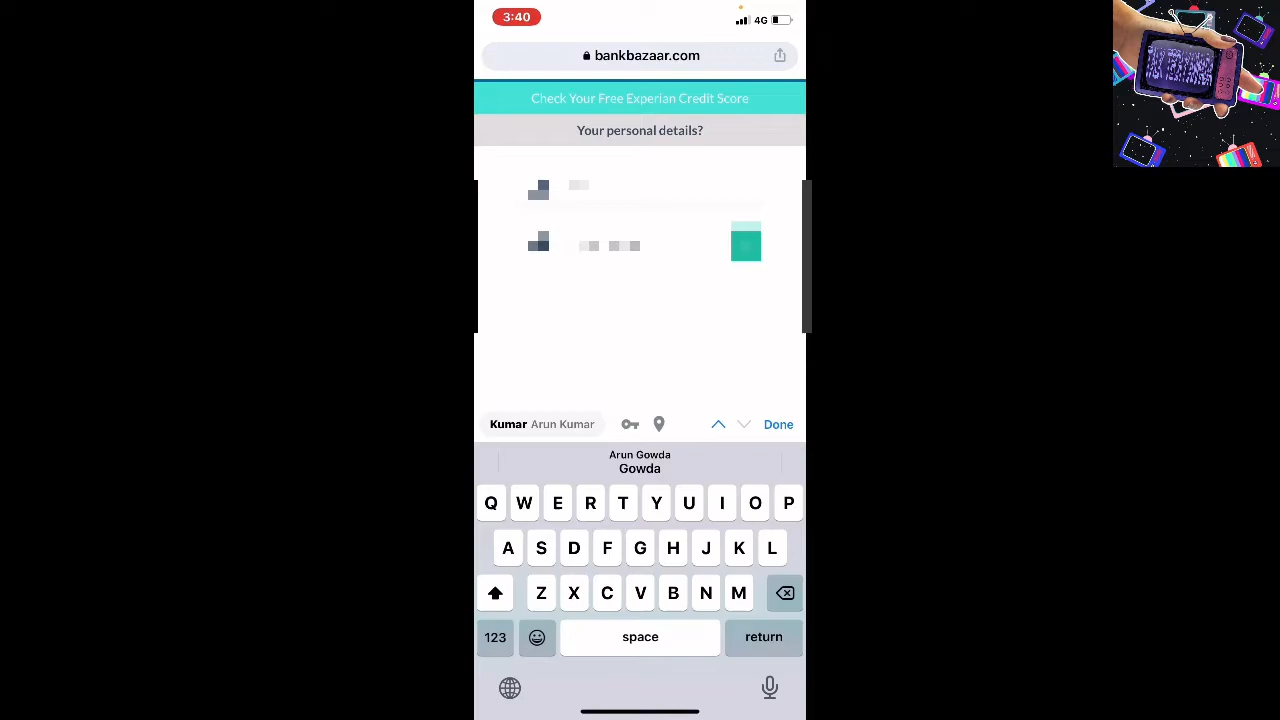 3:40
4G
bankbazaar.com
Check Your Free Experian Credit Score
Your personal details?
Kumar Arun Kumar
Done
Arun Gowda
Gowda
Q W E R T Y U I O P
A S D F G H J K L
Z X C V B N M
123
space
return